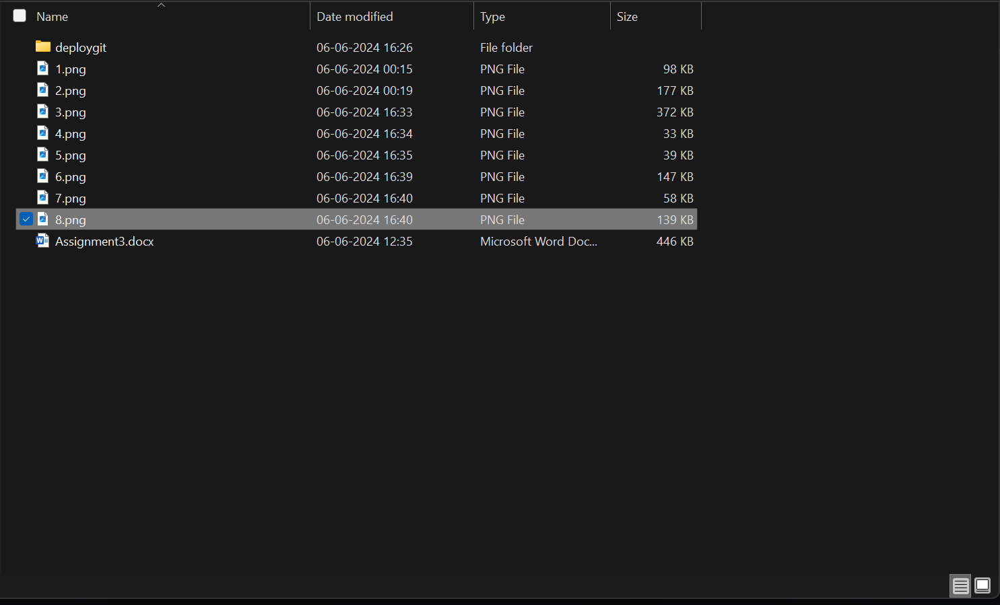 Name Date modified Type Size
deploygit 06-06-2024 16:26 File folder
1.png 06-06-2024 00:15 PNG File 98 KB
2.png 06-06-2024 00:19 PNG File 177 KB
3.png 06-06-2024 16:33 PNG File 372 KB
4.png 06-06-2024 16:34 PNG File 33 KB
5.png 06-06-2024 16:35 PNG File 39 KB
6.png 06-06-2024 16:39 PNG File 147 KB
7.png 06-06-2024 16:40 PNG File 58 KB
8.png 06-06-2024 16:40 PNG File 139 KB
Assignment3.docx 06-06-2024 12:35 Microsoft Word Doc... 446 KB